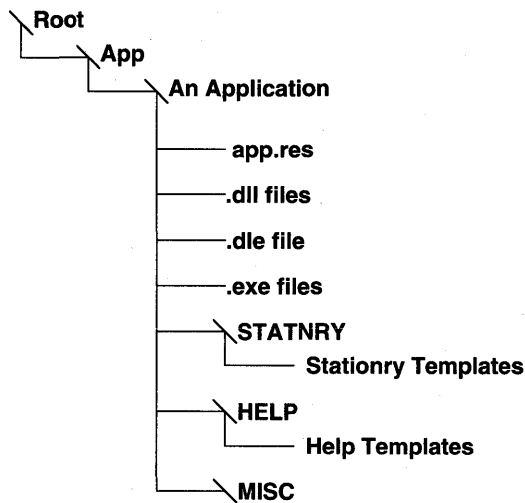 Root
App
An Application
app.res
.dll files
.dle file
.exe files
STATNRY
Stationry Templates
HELP
Help Templates
MISC